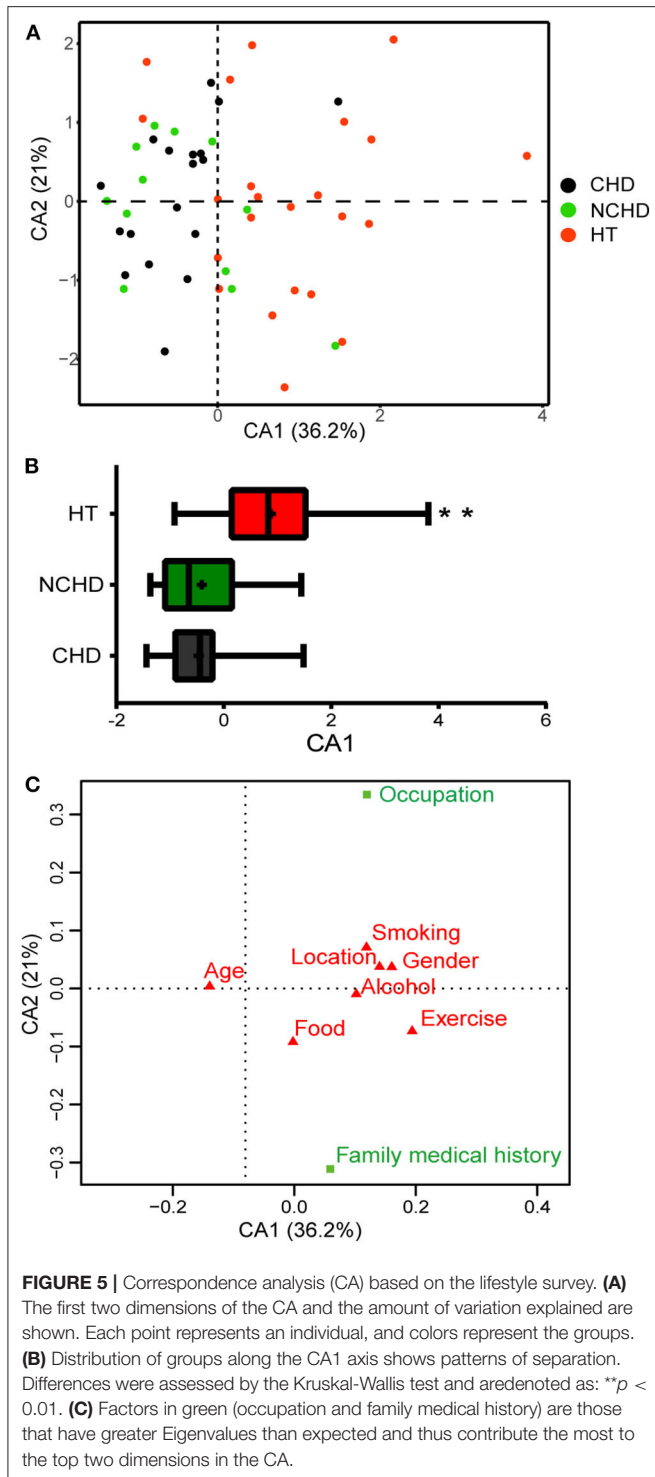 A
2
1
0
−1
−2
CA2 (21%)
0
2
4
CA1 (36.2%)
CHD
NCHD
HT
B
HT
* *
NCHD
CHD
-2
0
2
4
6
CA1
C
0.3
0.2
0.1
0.0
−0.1
−0.2
−0.3
CA2 (21%)
Occupation
Smoking
Location
Gender
Age
Alcohol
Food
Exercise
Family medical history
−0.2
0.0
0.2
0.4
CA1 (36.2%)
FIGURE 5 | Correspondence analysis (CA) based on the lifestyle survey. (A)
The first two dimensions of the CA and the amount of variation explained are
shown. Each point represents an individual, and colors represent the groups.
(B) Distribution of groups along the CA1 axis shows patterns of separation.
Differences were assessed by the Kruskal-Wallis test and aredenoted as: **p <
0.01. (C) Factors in green (occupation and family medical history) are those
that have greater Eigenvalues than expected and thus contribute the most to
the top two dimensions in the CA.